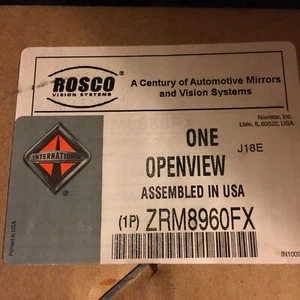 ROSCO
VISION SYSTEMS
A Century of Automotive Mirrors
and Vision Systems
Navistar, Inc.
Lisle, IL 60532, USA
INTERNATIONAL
ONE
J18E
OPENVIEW
ASSEMBLED IN USA
(1P) ZRM8960FX
Printed in USA
IN1009